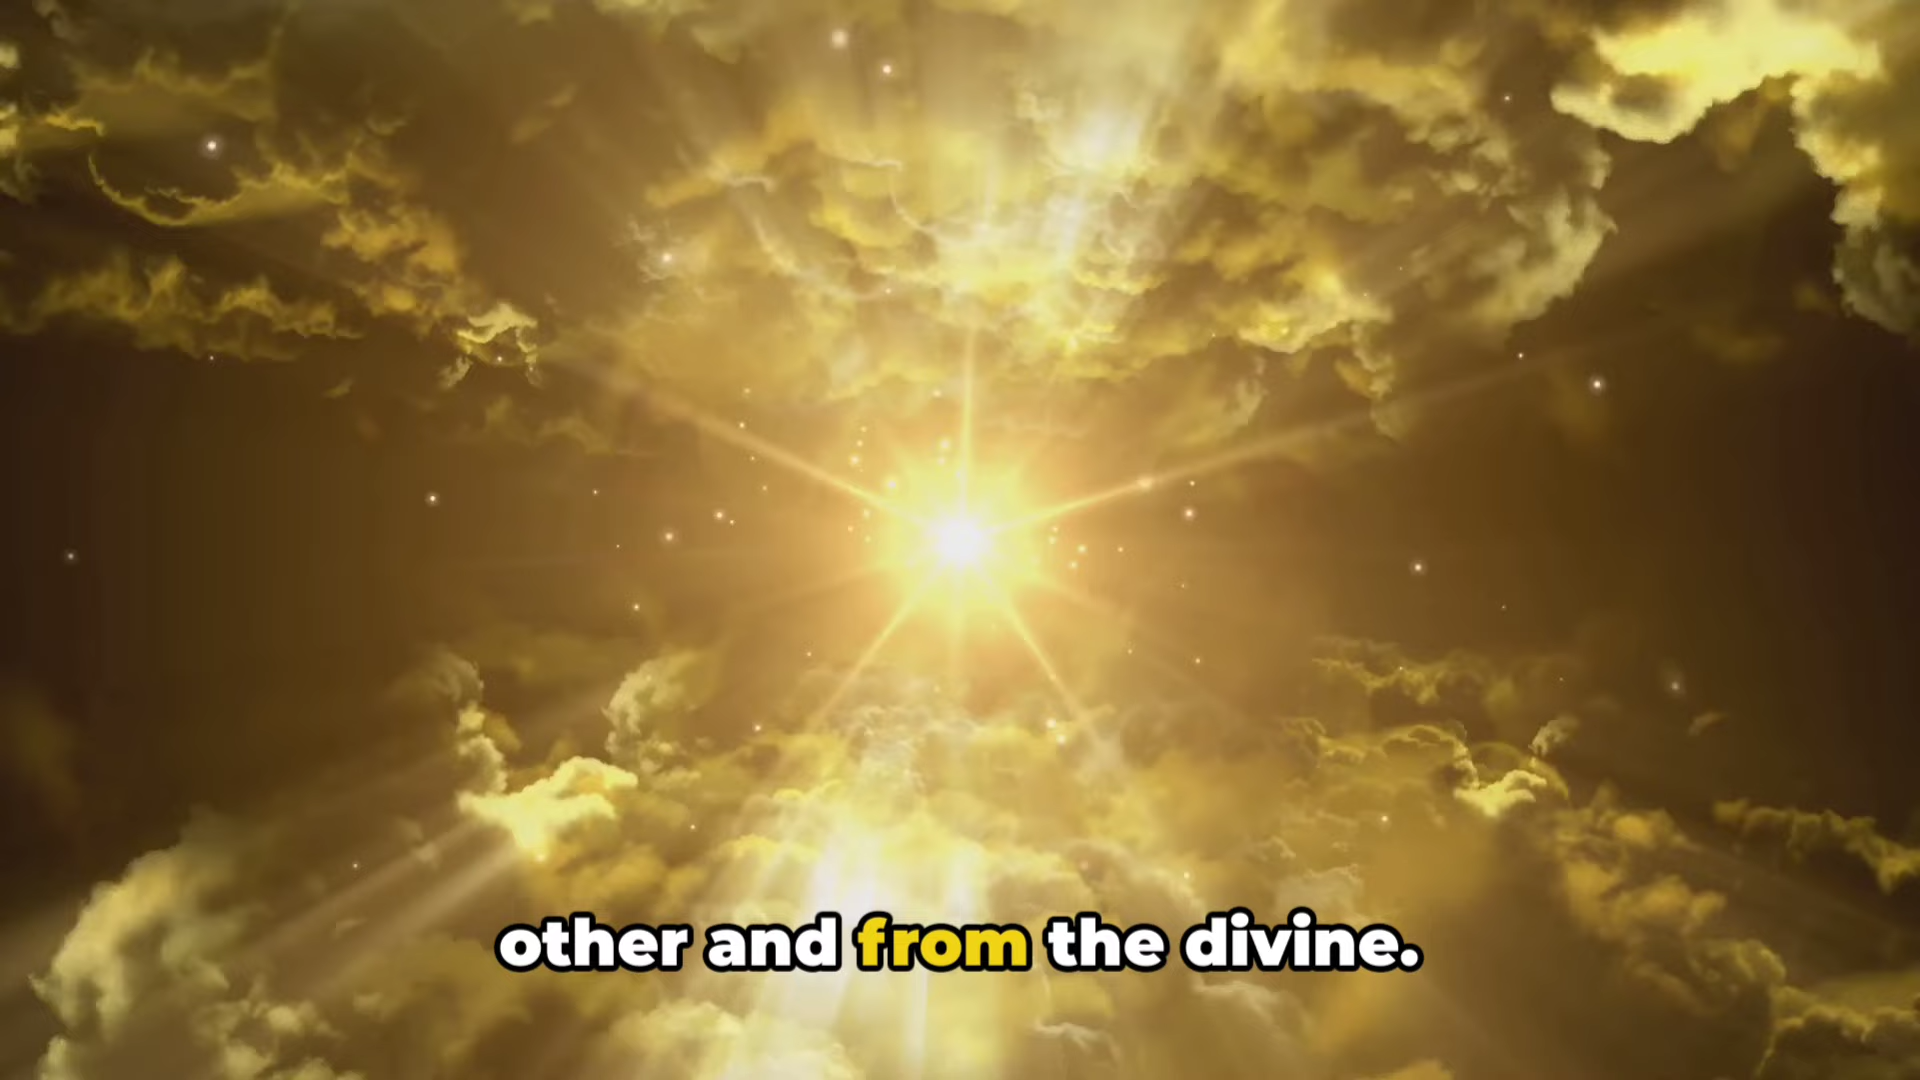 other and from the divine.